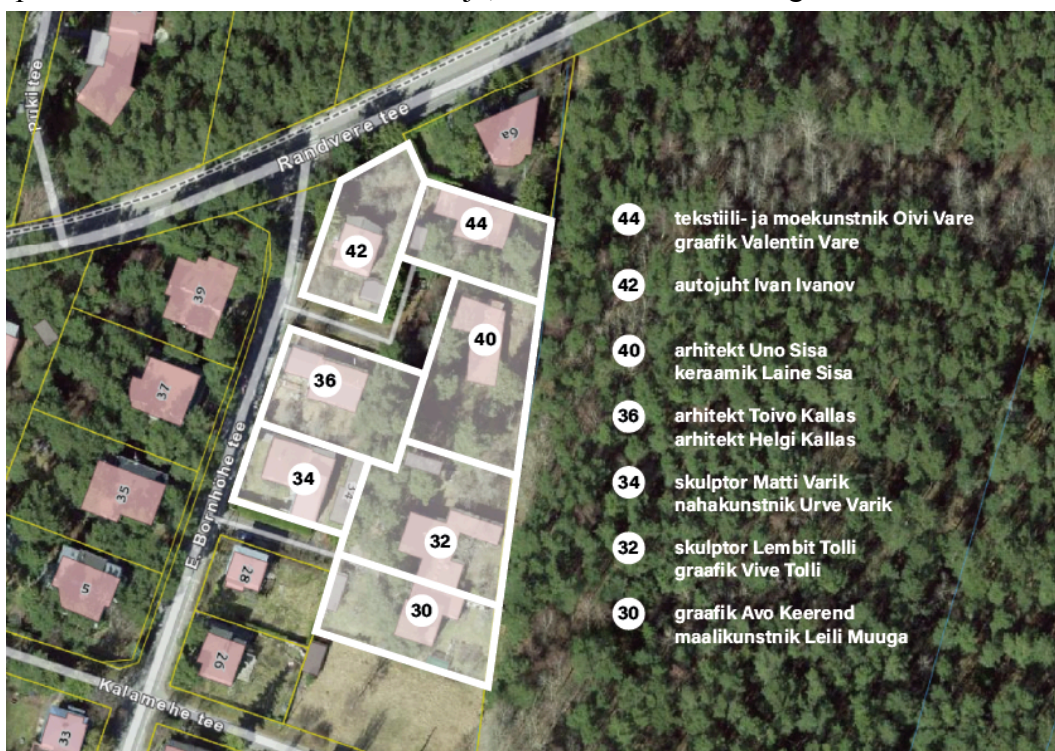 tee
Randvere tee
6a
44
42
40
39
36
37
34
34
35
32
E. Bornhöhe tee
28
30
5
26
Kalamehe tee
33
44 tekstiili- ja moekunstnik Oivi Vare
graafik Valentin Vare
42 autojuht Ivan Ivanov
40 arhitekt Uno Sisa
keraamik Laine Sisa
36 arhitekt Toivo Kallas
arhitekt Helgi Kallas
34 skulptor Matti Varik
nahakunstnik Urve Varik
32 skulptor Lembit Tolli
graafik Vive Tolli
30 graafik Avo Keerend
maalikunstnik Leili Muuga